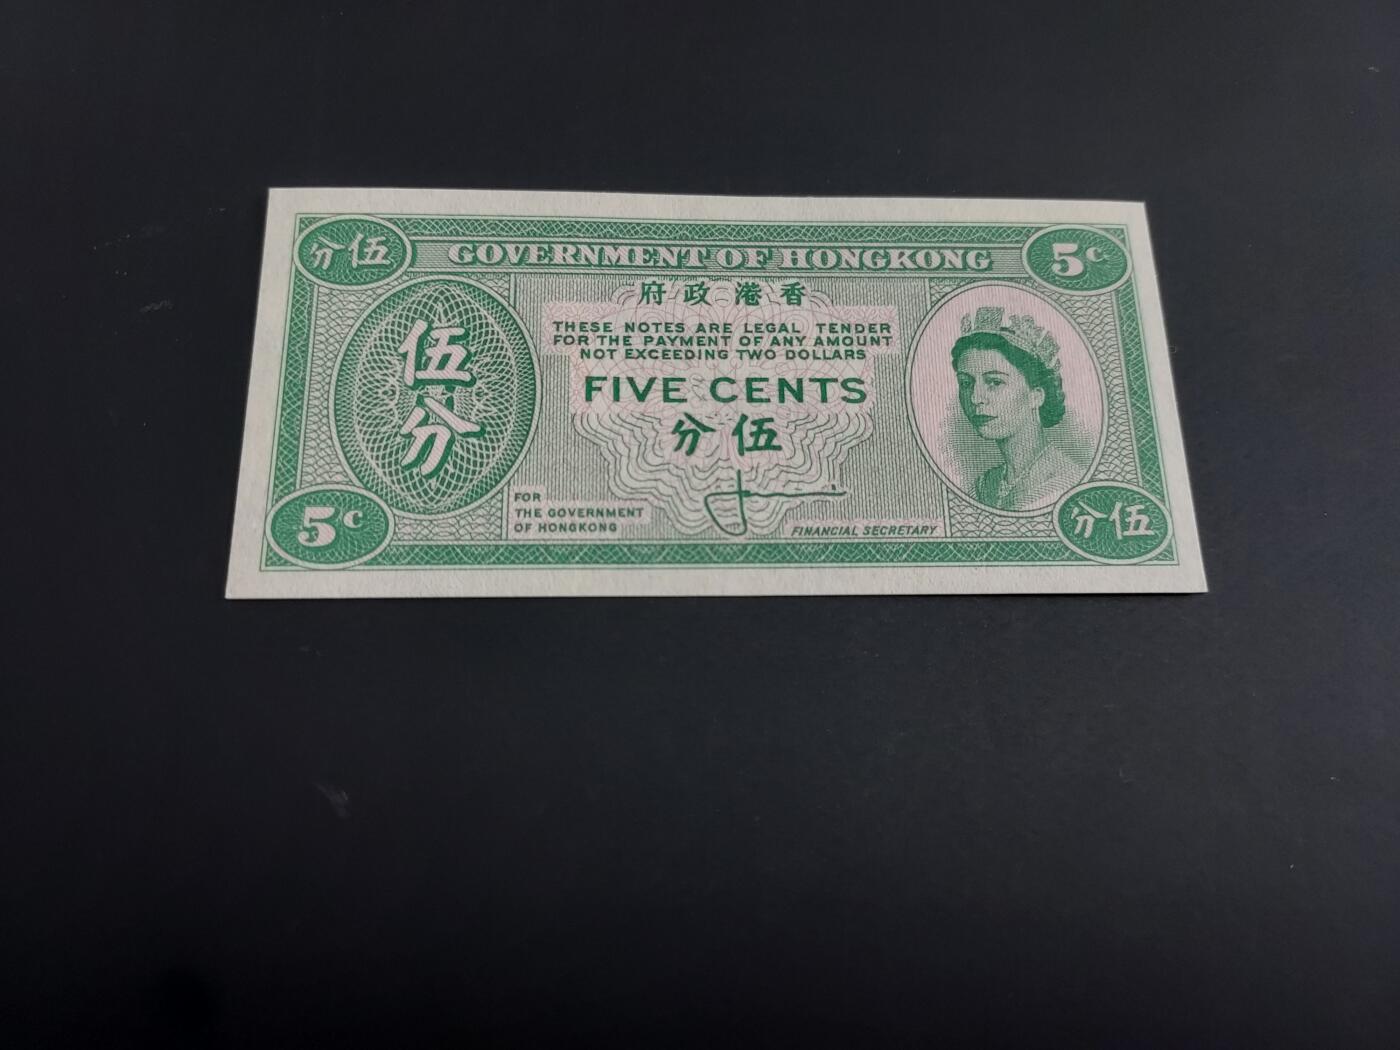 分伍
GOVERNMENT OF HONGKONG
5c
府政港香
THESE NOTES ARE LEGAL TENDER
FOR THE PAYMENT OF ANY AMOUNT
NOT EXCEEDING TWO DOLLARS
FIVE CENTS
分伍
伍
分
FOR
THE GOVERNMENT
OF HONGKONG
FINANCIAL SECRETARY
5c
分伍